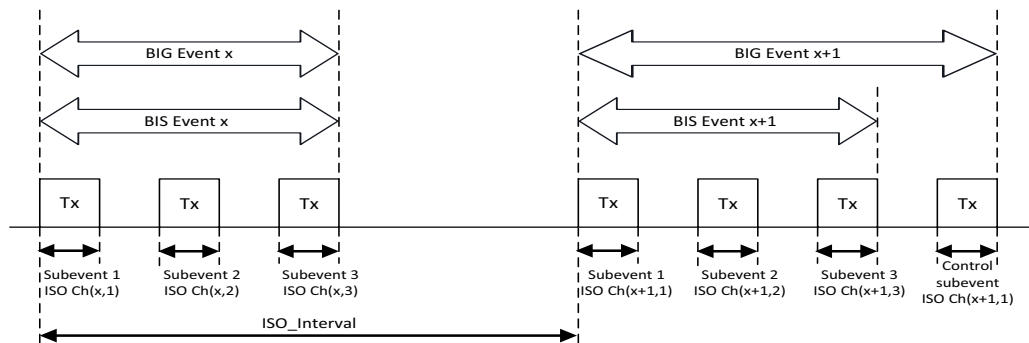 BIG Event x
BIG Event x+1
BIS Event x
BIS Event x+1
Tx
Tx
Tx
Tx
Tx
Tx
Tx
Subevent 1
ISO Ch(x,1)
Subevent 2
ISO Ch(x,2)
Subevent 3
ISO Ch(x,3)
Subevent 1
ISO Ch(x+1,1)
Subevent 2
ISO Ch(x+1,2)
Subevent 3
ISO Ch(x+1,3)
Control
subevent
ISO Ch(x+1,1)
ISO_Interval